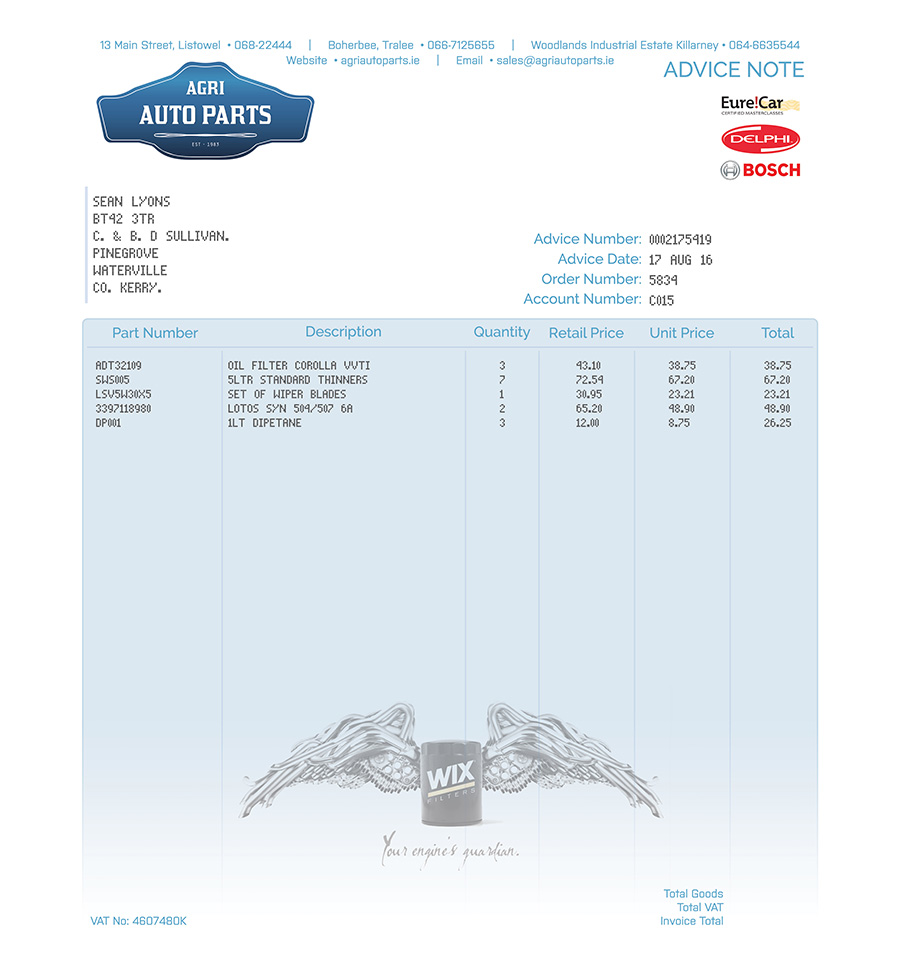 13 Main Street, Listowel • 068-22444 | Boherbee, Tralee • 066-7125655 | Woodlands Industrial Estate Killarney • 064-6635544
Website • agriautoparts.ie | Email • sales@agriautoparts.ie
ADVICE NOTE
AGRI
AUTO PARTS
EST - 1983
Eure!Car
CERTIFIED MASTERCLASSES
DELPHI
BOSCH
SEAN LYONS
BT42 3TR
C. & B. D SULLIVAN.
PINEGROVE
WATERVILLE
CO. KERRY.
Advice Number: 0002175419
Advice Date: 17 AUG 16
Order Number: 5834
Account Number: C015
Part Number Description Quantity Retail Price Unit Price Total
ADT32109 OIL FILTER COROLLA VVTI 3 43.10 38.75 38.75
SWS005 5LTR STANDARD THINNERS 7 72.54 67.20 67.20
LSV5W30X5 SET OF WIPER BLADES 1 30.95 23.21 23.21
3397118980 LOTOS SYN 504/507 6A 2 65.20 48.90 48.90
DP001 1LT DIPETANE 3 12.00 8.75 26.25
WIX
FILTERS
Your engine's guardian.
Total Goods
Total VAT
Invoice Total
VAT No: 4607480K